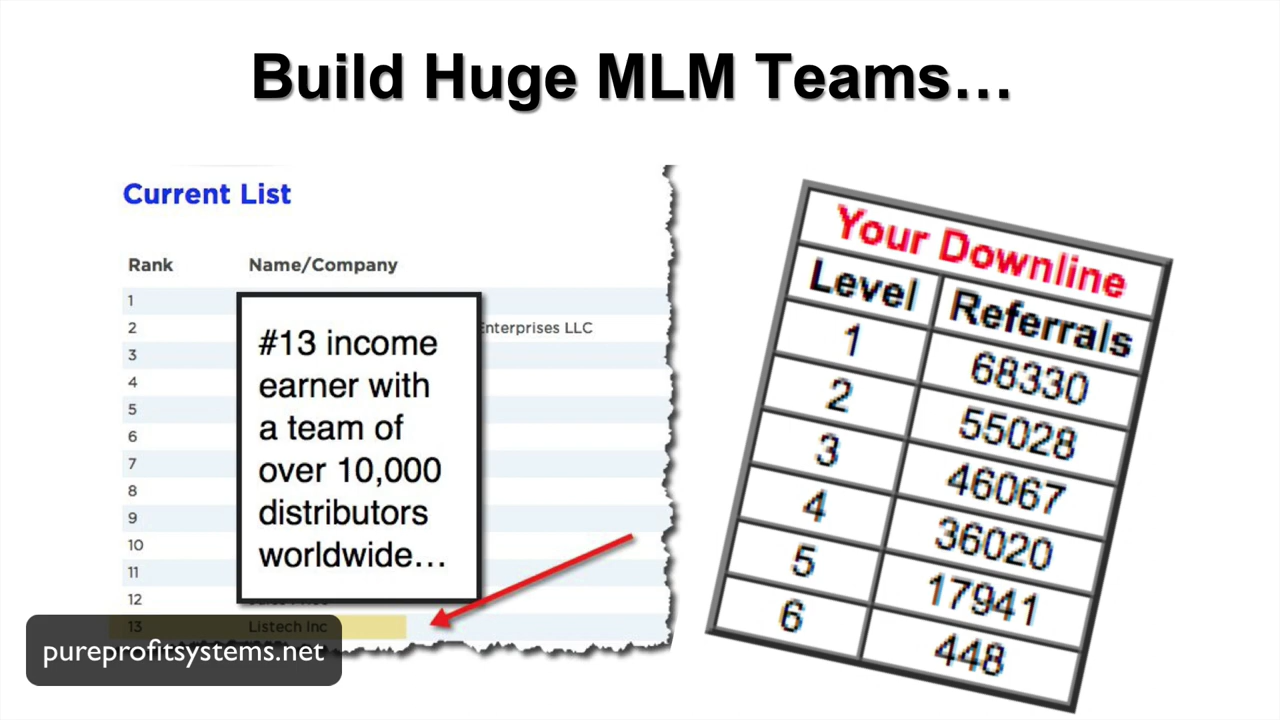 Build Huge MLM Teams…
Current List
Rank Name/Company
1
2 Enterprises LLC
3
4
5
6
7
8
9
10
11
12
13 Listech Inc
#13 income
earner with
a team of
over 10,000
distributors
worldwide…
Your Downline
Level Referrals
1 68330
2 55028
3 46067
4 36020
5 17941
6 448
pureprofitsystems.net